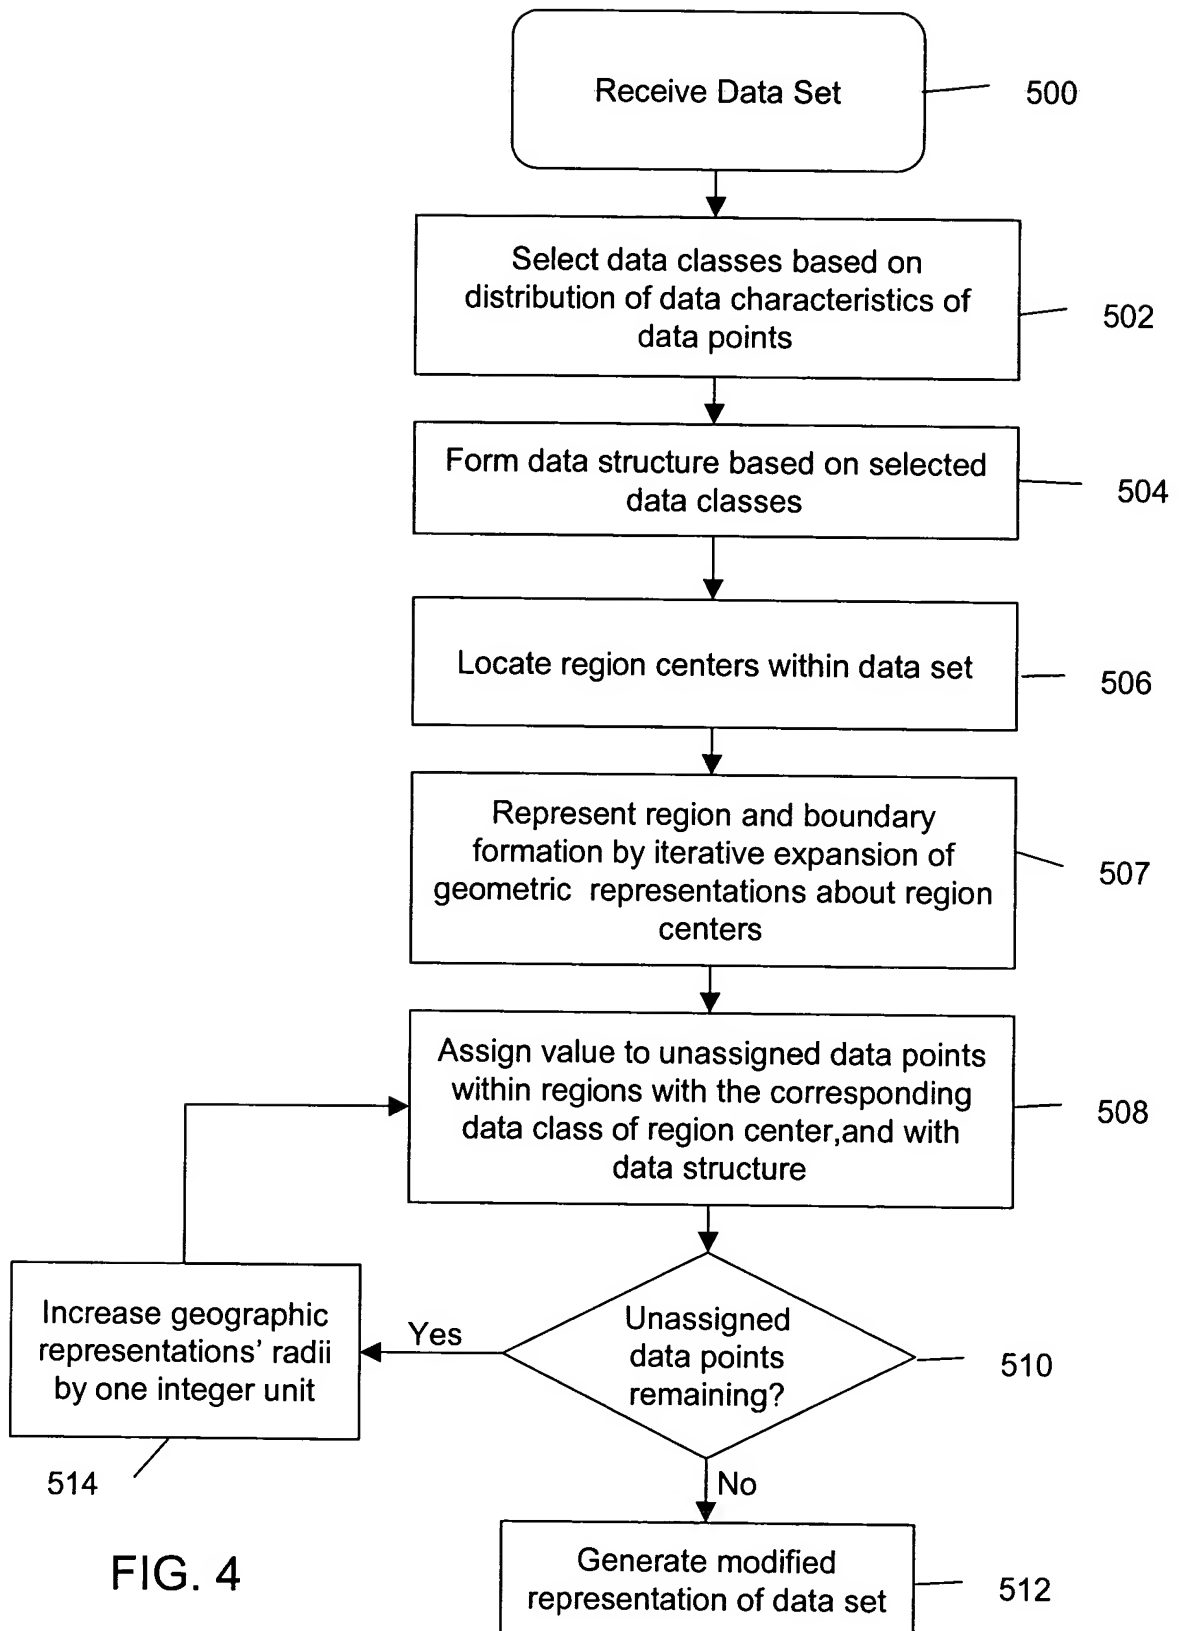 Receive Data Set
500
Select data classes based on
distribution of data characteristics of
data points
502
Form data structure based on selected
data classes
504
Locate region centers within data set
506
Represent region and boundary
formation by iterative expansion of
geometric representations about region
centers
507
Assign value to unassigned data points
within regions with the corresponding
data class of region center,and with
data structure
508
Increase geographic
representations’ radii
by one integer unit
514
Yes
Unassigned
data points
remaining?
510
No
Generate modified
representation of data set
512
FIG. 4